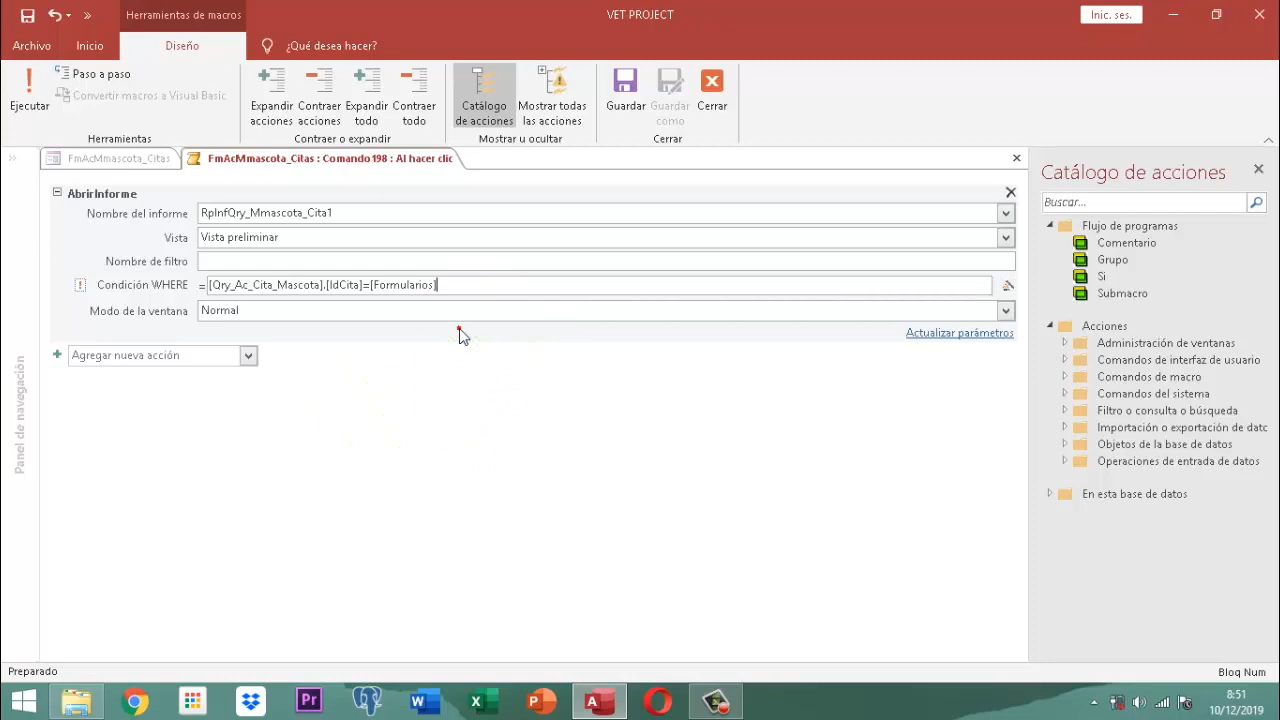 Herramientas de macros
VET PROJECT
Inic. ses.
Archivo
Inicio
Diseño
¿Qué desea hacer?
Ejecutar
Paso a paso
Convertir macros a Visual Basic
Expandir acciones
Contraer acciones
Expandir todo
Contraer todo
Catálogo de acciones
Mostrar todas las acciones
Guardar
Guardar como
Cerrar
Herramientas
Contraer o expandir
Mostrar u ocultar
Cerrar
FmAcMmascota_Citas
FmAcMmascota_Citas : Comando198 : Al hacer clic
Panel de navegación
AbrirInforme
Nombre del informe RpInfQry_Mmascota_Cita1
Vista Vista preliminar
Nombre de filtro
Condición WHERE =[Qry_Ac_Cita_Mascota].[IdCita]=[Formularios]
Modo de la ventana Normal
Actualizar parámetros
Agregar nueva acción
Catálogo de acciones
Buscar...
Flujo de programas
Comentario
Grupo
Si
Submacro
Acciones
Administración de ventanas
Comandos de interfaz de usuario
Comandos de macro
Comandos del sistema
Filtro o consulta o búsqueda
Importación o exportación de datc
Objetos de la base de datos
Operaciones de entrada de datos
En esta base de datos
Preparado
Bloq Num
8:51
10/12/2019